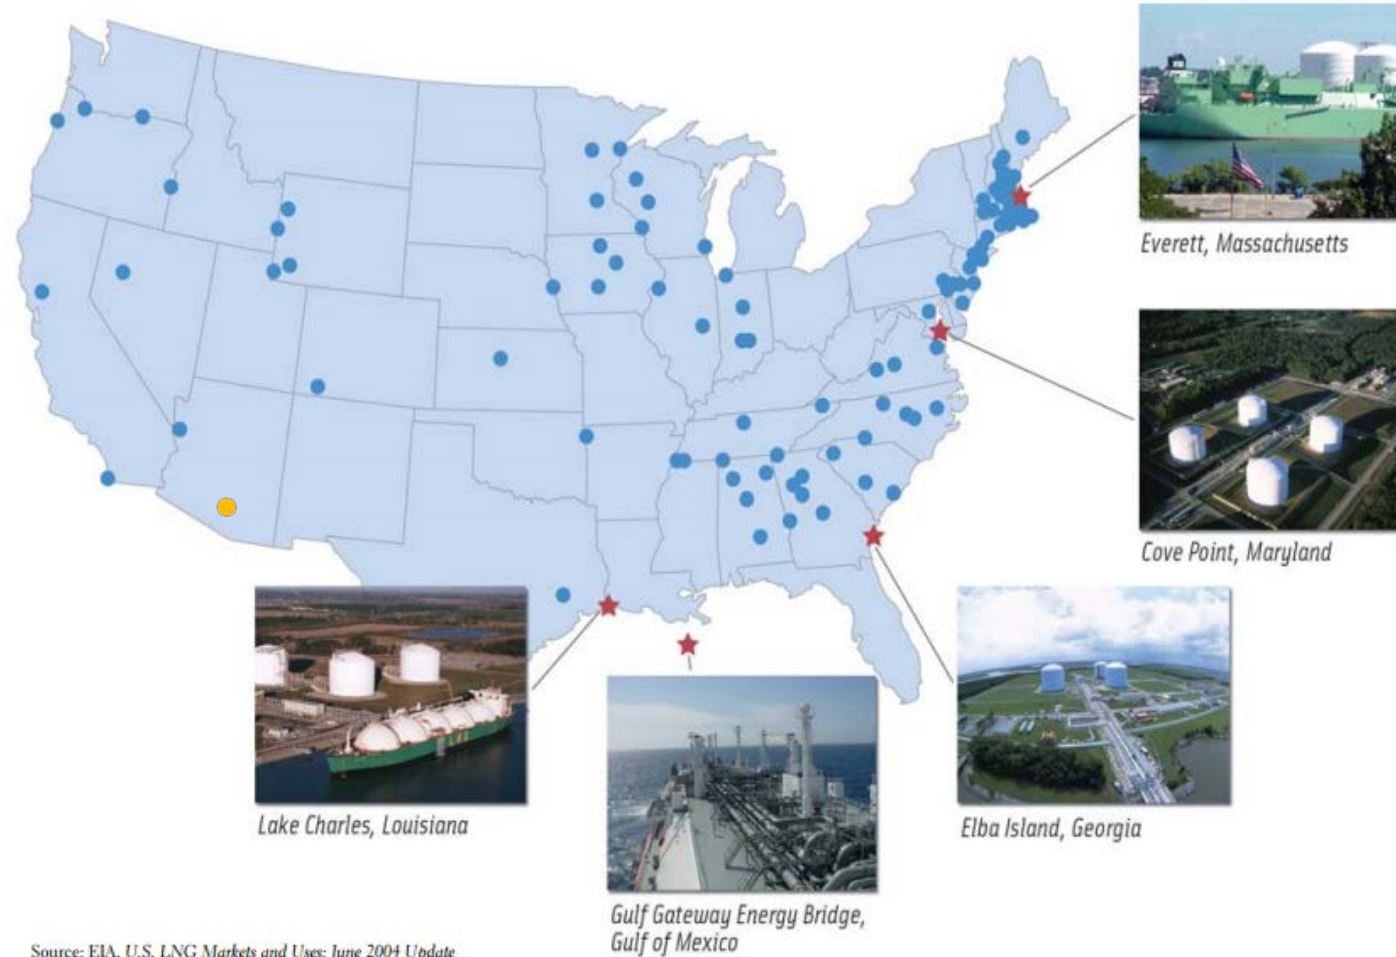 Everett, Massachusetts
Cove Point, Maryland
Lake Charles, Louisiana
Elba Island, Georgia
Gulf Gateway Energy Bridge,
Gulf of Mexico
Source: EIA, U.S. LNG Markets and Uses: June 2004 Update